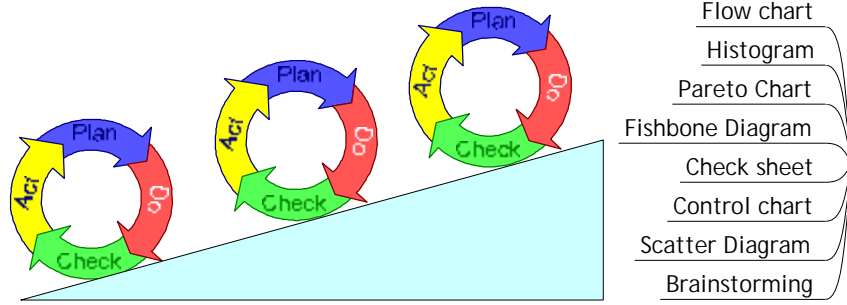 Plan
Do
Check
Act
Plan
Do
Check
Act
Plan
Do
Check
Act
Flow chart
Histogram
Pareto Chart
Fishbone Diagram
Check sheet
Control chart
Scatter Diagram
Brainstorming